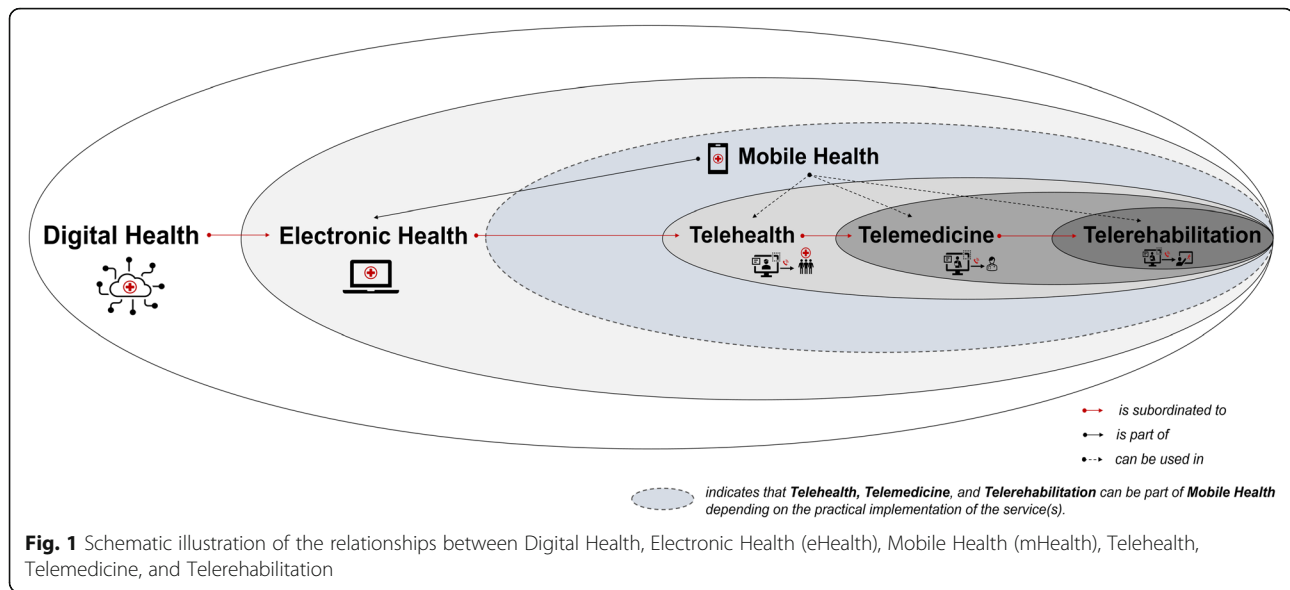 Mobile Health
Digital Health
Electronic Health
Telehealth
Telemedicine
Telerehabilitation
is subordinated to
is part of
can be used in
indicates that Telehealth, Telemedicine, and Telerehabilitation can be part of Mobile Health
depending on the practical implementation of the service(s).
Fig. 1 Schematic illustration of the relationships between Digital Health, Electronic Health (eHealth), Mobile Health (mHealth), Telehealth,
Telemedicine, and Telerehabilitation